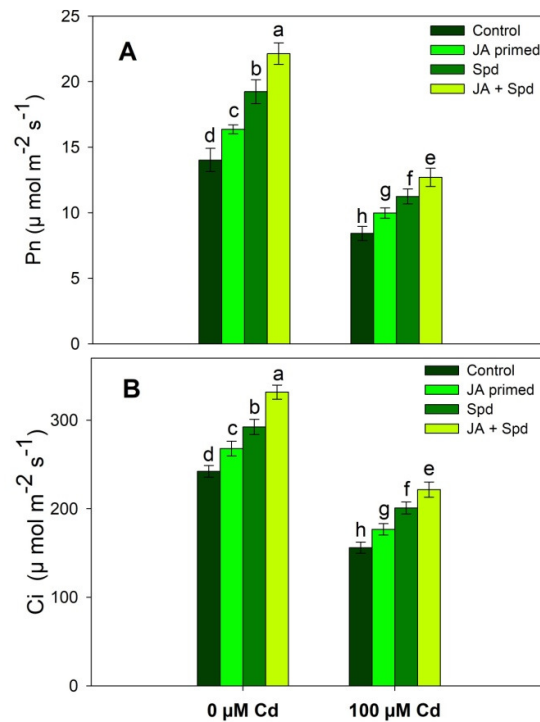 25
20
15
10
5
0
Pn (µ mol m⁻² s⁻¹)
A
Control
JA primed
Spd
JA + Spd
d
c
b
a
h
g
f
e
300
200
100
0
Ci (µ mol m⁻² s⁻¹)
B
Control
JA primed
Spd
JA + Spd
d
c
b
a
h
g
f
e
0 µM Cd
100 µM Cd